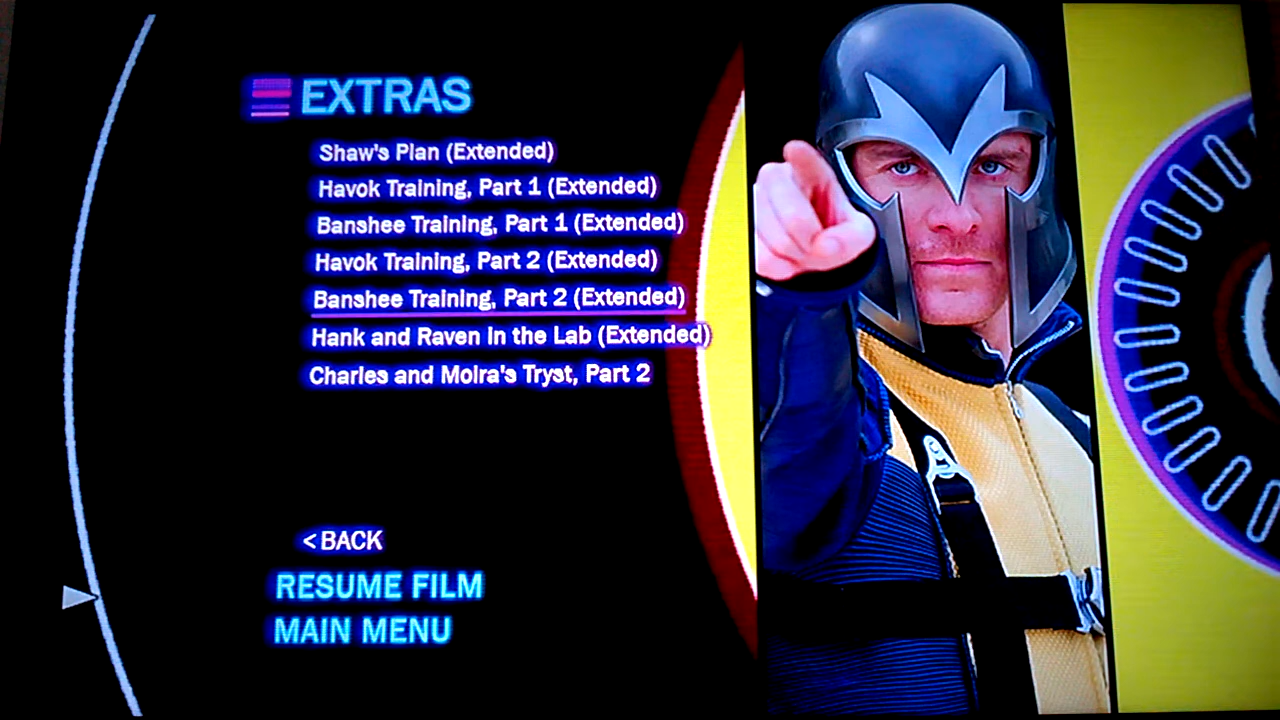 EXTRAS
Shaw's Plan (Extended)
Havok Training, Part 1 (Extended)
Banshee Training, Part 1 (Extended)
Havok Training, Part 2 (Extended)
Banshee Training, Part 2 (Extended)
Hank and Raven In the Lab (Extended)
Charles and Moira's Tryst, Part 2
< BACK
RESUME FILM
MAIN MENU